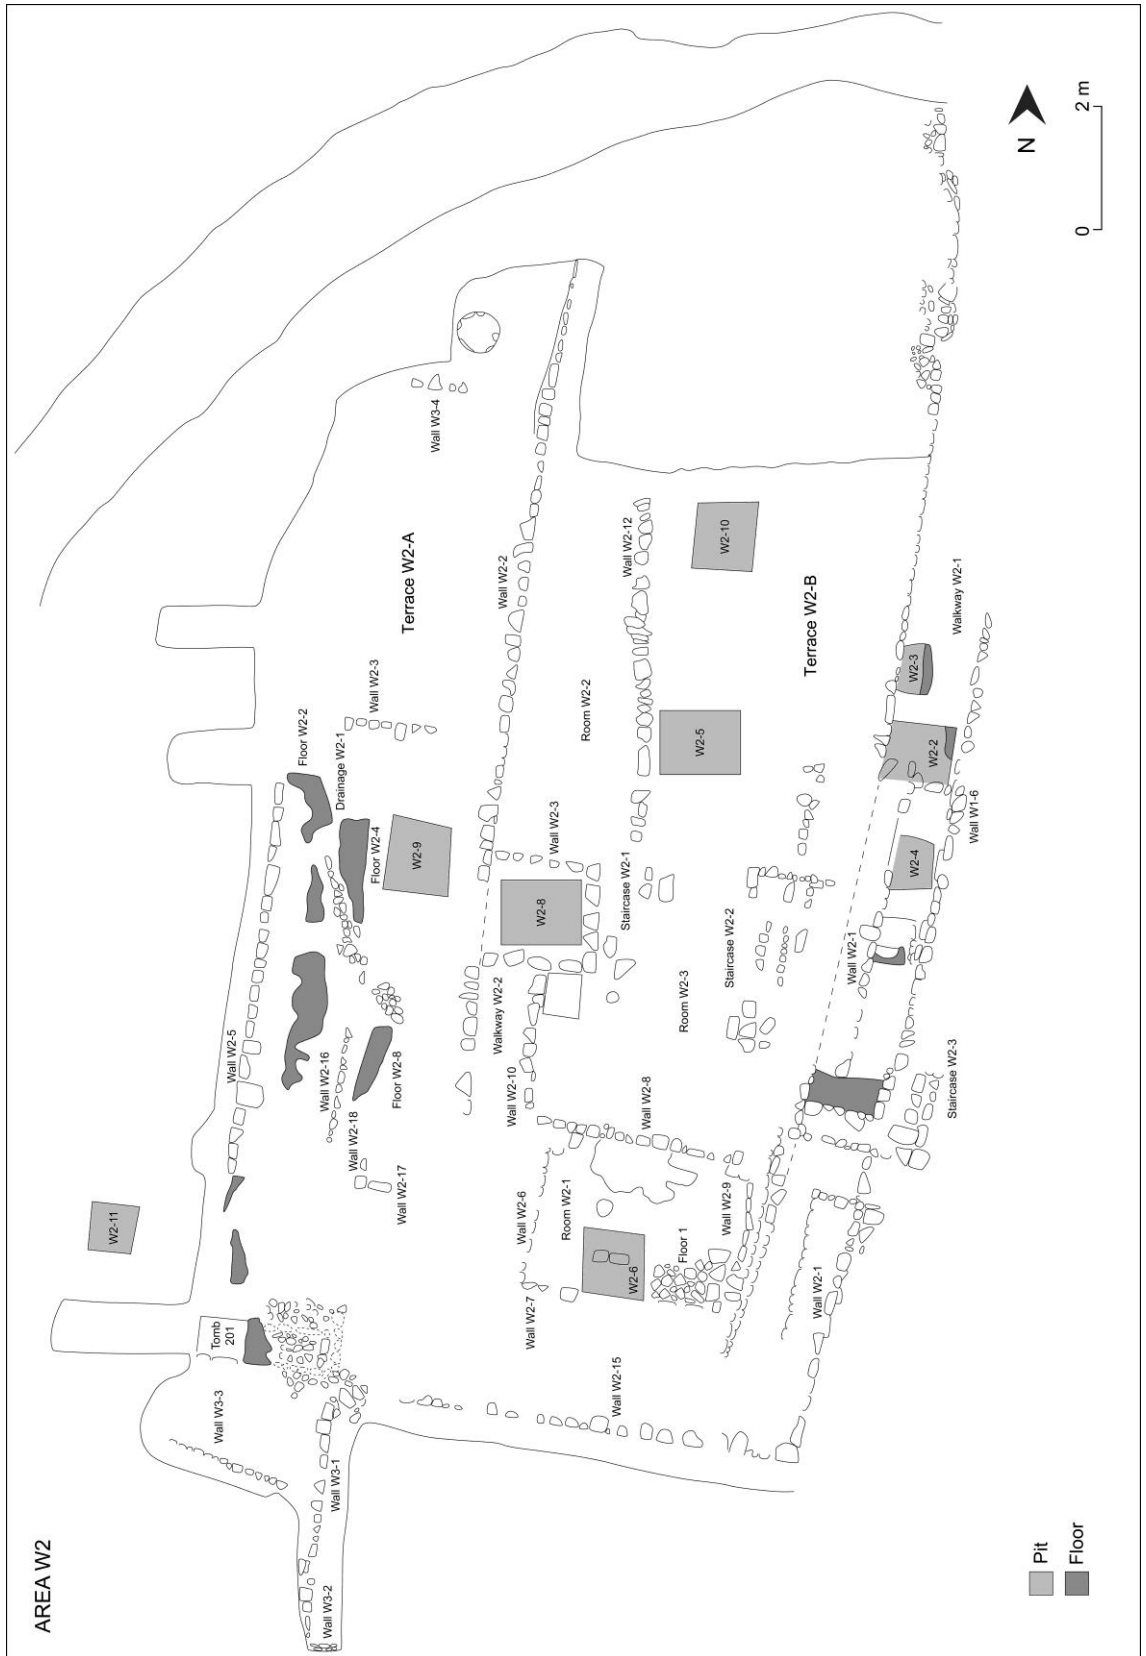 AREA W2
Wall W3-2
Wall W3-1
Wall W3-3
Tomb
201
W2-11
Wall W2-5
Wall W2-16
Wall W2-18
Wall W2-17
Floor W2-8
Floor W2-2
Drainage W2-1
Floor W2-4
W2-9
Wall W2-3
Terrace W2-A
Wall W3-4
Wall W2-2
Walkway W2-2
Wall W2-10
W2-8
Wall W2-3
Staircase W2-1
Room W2-2
Wall W2-12
W2-10
W2-5
Terrace W2-B
Wall W2-15
Wall W2-7
Wall W2-6
Room W2-1
W2-6
Floor 1
Wall W2-9
Wall W2-8
Room W2-3
Staircase W2-2
Wall W2-1
Wall W2-1
Staircase W2-3
W2-4
W2-2
W2-3
Wall W1-6
Walkway W2-1
N
0
2 m
Pit
Floor